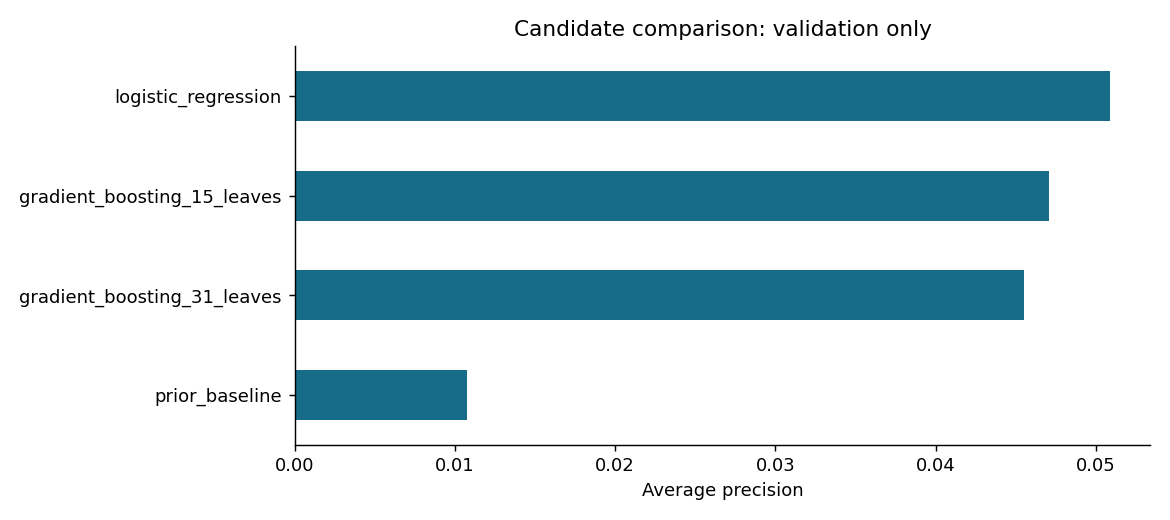 Candidate comparison: validation only
logistic_regression
gradient_boosting_15_leaves
gradient_boosting_31_leaves
prior_baseline
0.00 0.01 0.02 0.03 0.04 0.05
Average precision